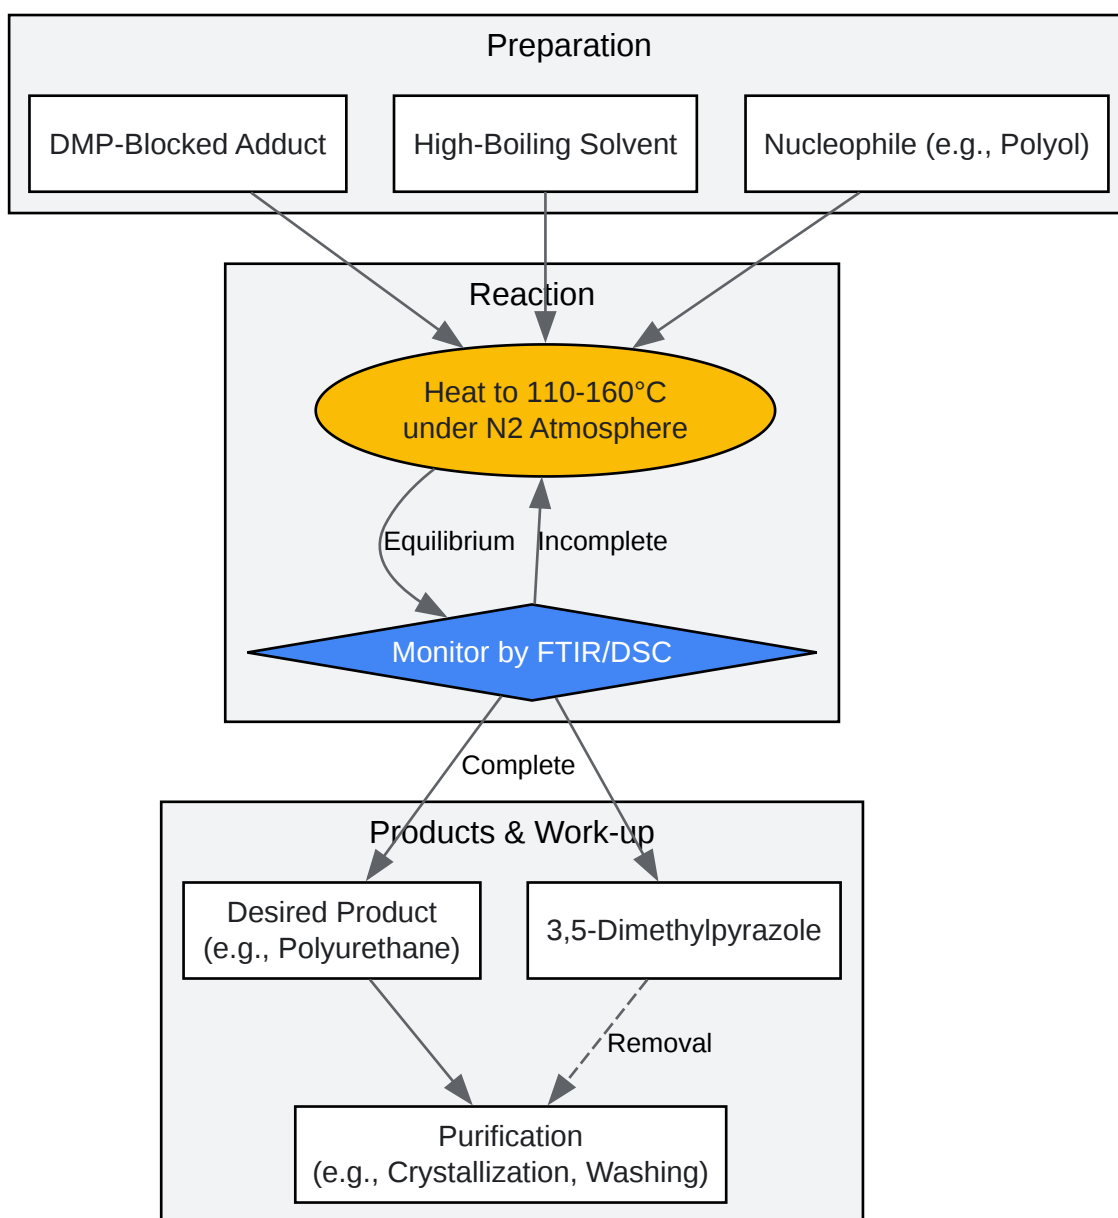 Preparation
DMP-Blocked Adduct
High-Boiling Solvent
Nucleophile (e.g., Polyol)
Reaction
Heat to 110-160°C
under N2 Atmosphere
Equilibrium
Incomplete
Monitor by FTIR/DSC
Complete
Products & Work-up
Desired Product
(e.g., Polyurethane)
3,5-Dimethylpyrazole
Removal
Purification
(e.g., Crystallization, Washing)